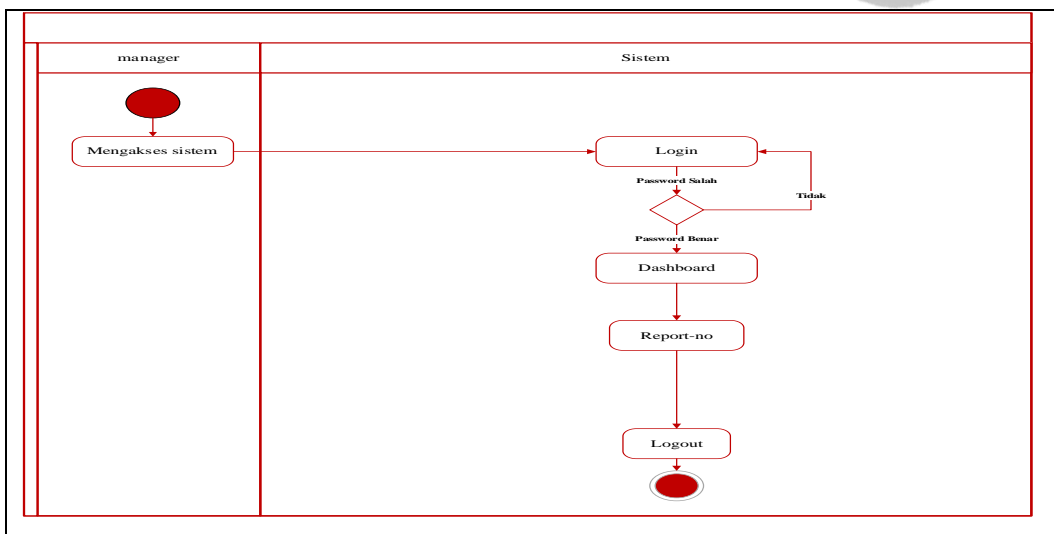 manager
Sistem
Mengakses sistem
Login
Password Salah
Tidak
Password Benar
Dashboard
Report-no
Logout